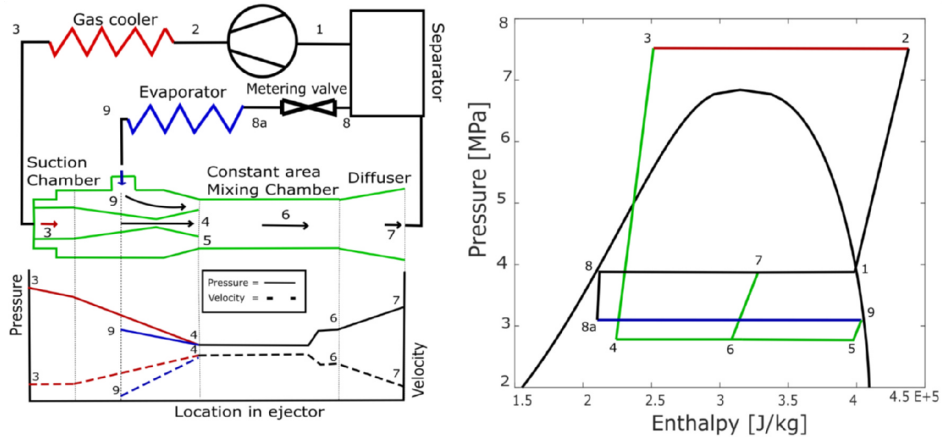 3
Gas cooler
2
1
Separator
Evaporator
Metering valve
9
8a
8
Suction
Chamber
Constant area
Mixing Chamber
Diffuser
9
3
4
5
6
7
Pressure
3
9
4
4
3
9
6
6
7
7
Pressure =
Velocity =
Velocity
Location in ejector
8
7
6
5
4
3
2
Pressure [MPa]
3
2
8
7
1
8a
9
4
6
5
1.5
2
2.5
3
3.5
4
4.5 E+5
Enthalpy [J/kg]